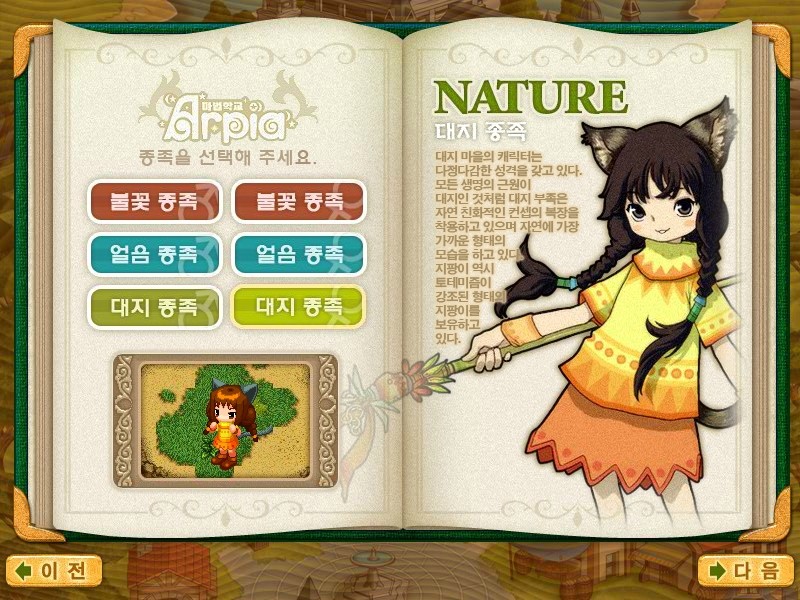 마법학교
Arpia
종족을 선택해 주세요.
불꽃 종족
불꽃 종족
얼음 종족
얼음 종족
대지 종족
대지 종족
NATURE
대지 종족
대지 마을의 캐릭터는
다정다감한 성격을 갖고 있다.
모든 생명의 근원이
대지인 것처럼 대지 부족은
자연 친화적인 컨셉의 복장을
착용하고 있으며 자연에 가장
가까운 형태의
모습을 하고 있다.
지팡이 역시
토테미즘이
강조된 형태의
지팡이를
보유하고
있다.
이 전
다 음